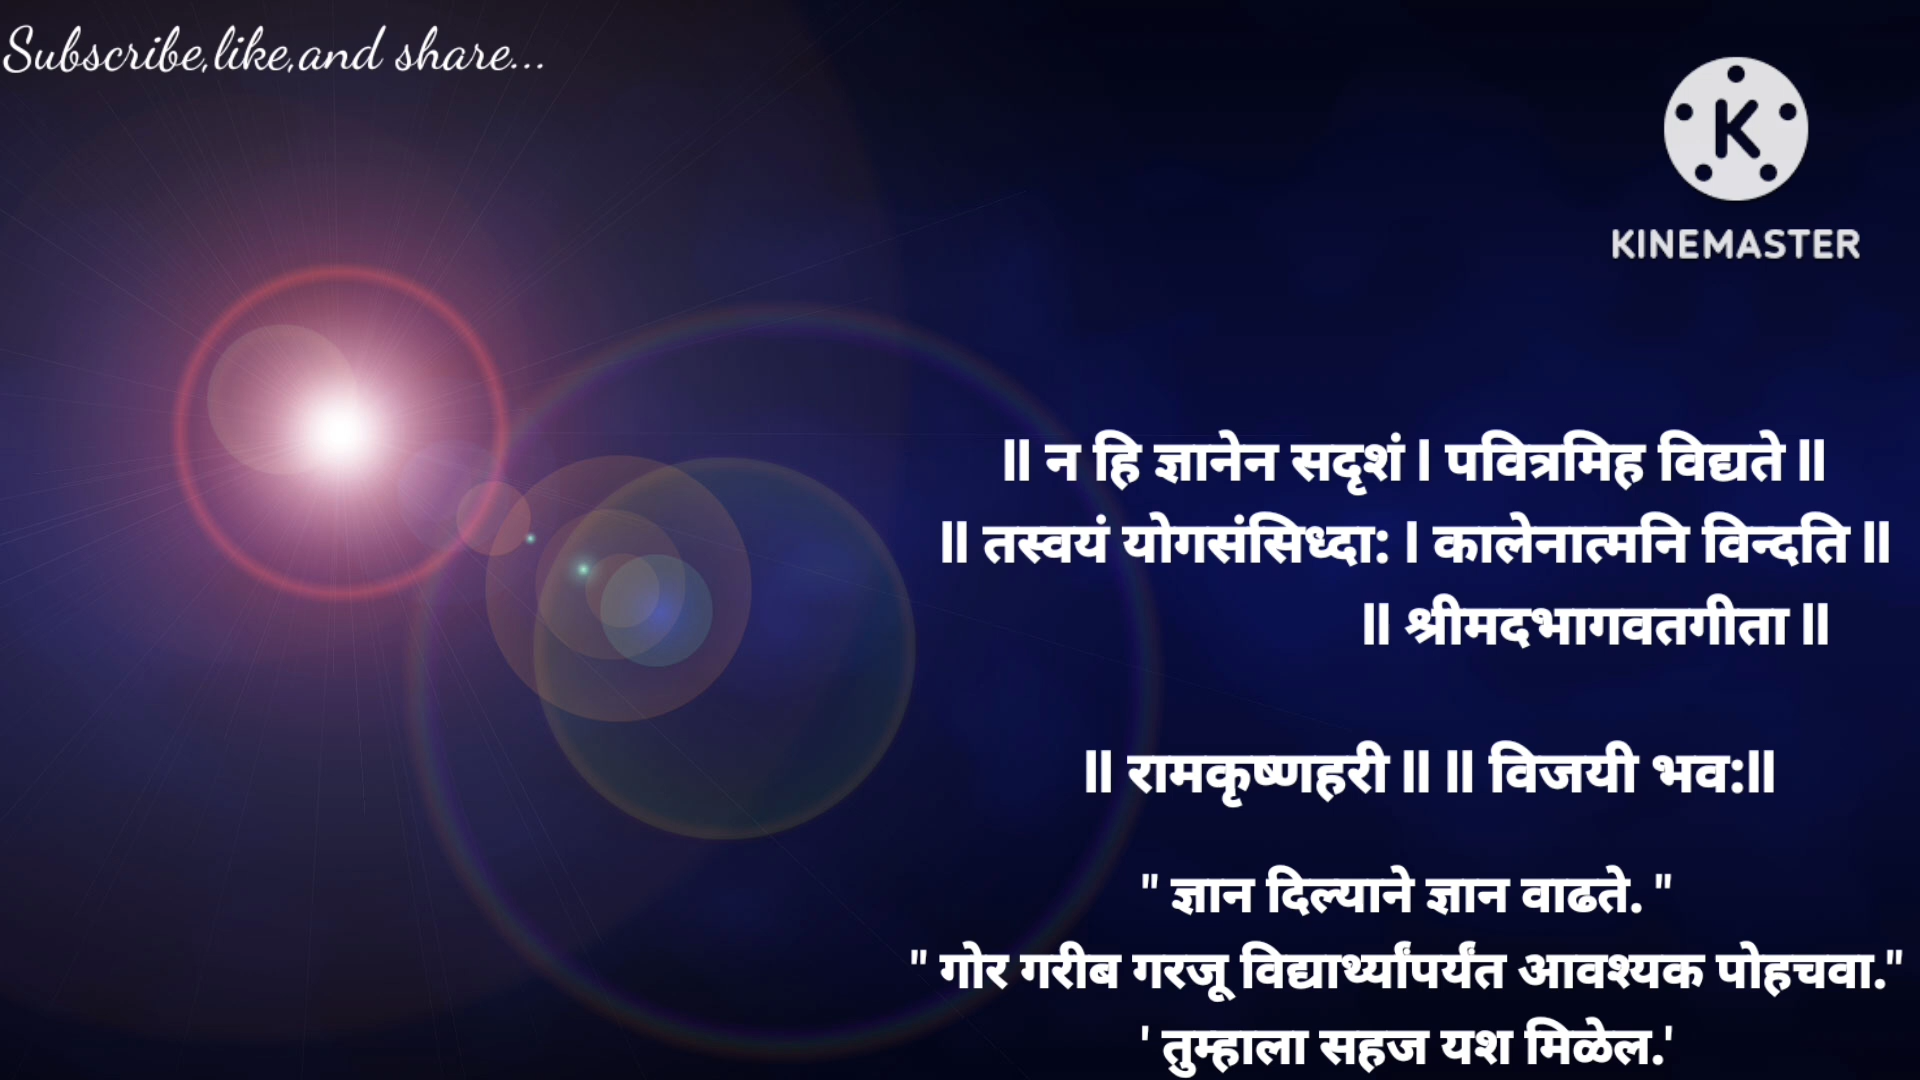 Subscribe,like,and share...
K
KINEMASTER
॥ न हि ज्ञानेन सदृशं । पवित्रमिह विद्यते ॥
॥ तस्वयं योगसंसिध्दा: । कालेनात्मनि विन्दति ॥
॥ श्रीमदभागवतगीता ॥
॥ रामकृष्णहरी ॥ ॥ विजयी भव:॥
" ज्ञान दिल्याने ज्ञान वाढते. "
" गोर गरीब गरजू विद्यार्थ्यांपर्यंत आवश्यक पोहचवा."
' तुम्हाला सहज यश मिळेल.'